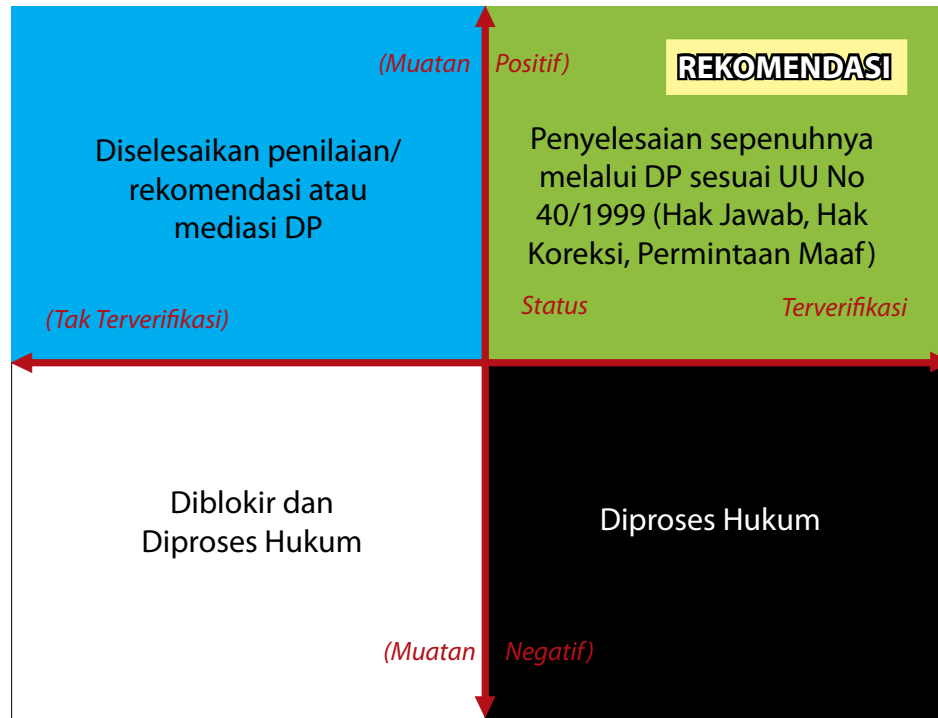 (Muatan Positif)
REKOMENDASI
Diselesaikan penilaian/
rekomendasi atau
mediasi DP
Penyelesaian sepenuhnya
melalui DP sesuai UU No
40/1999 (Hak Jawab, Hak
Koreksi, Permintaan Maaf)
(Tak Terverifikasi)
Status Terverifikasi
Diblokir dan
Diproses Hukum
Diproses Hukum
(Muatan Negatif)